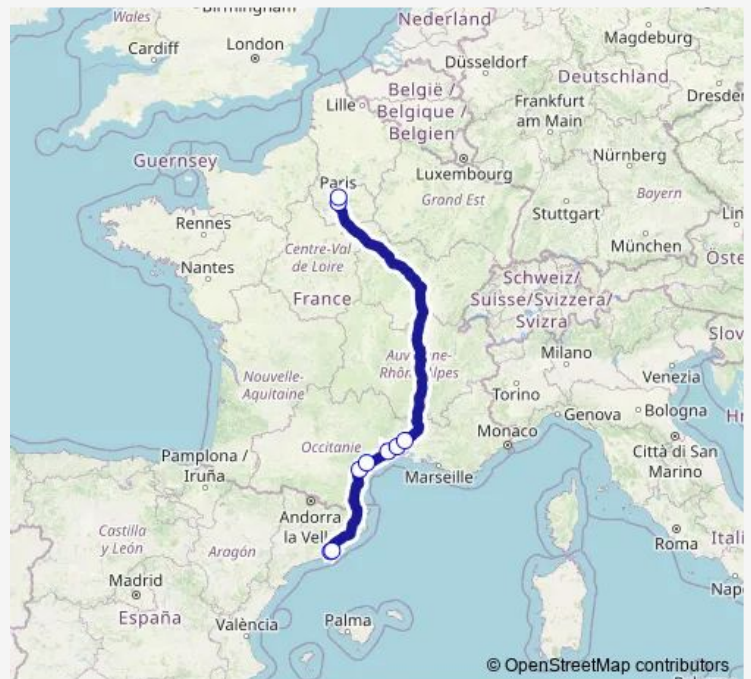 Wales
Birmingham
Nederland
Magdeburg
Cardiff
London
Düsseldorf
Deutschland
België /
Belgique /
Belgien
Lille
Frankfurt
am Main
Guernsey
Luxembourg
Nürnberg
Paris
Grand Est
Bayern
Rennes
Stuttgart
München
Centre-Val
de Loire
Nantes
Schweiz/
Suisse/Svizzera/
Svizra
France
Milano
Venezia
Nouvelle-
Aquitaine
Torino
Genova
Bologna
Occitanie
Monaco
Pamplona /
Iruña
Marseille
Città di San
Marino
Andorra
Castilla
y León
Aragón
Roma
Madrid
España
València
Palma
© OpenStreetMap contributors